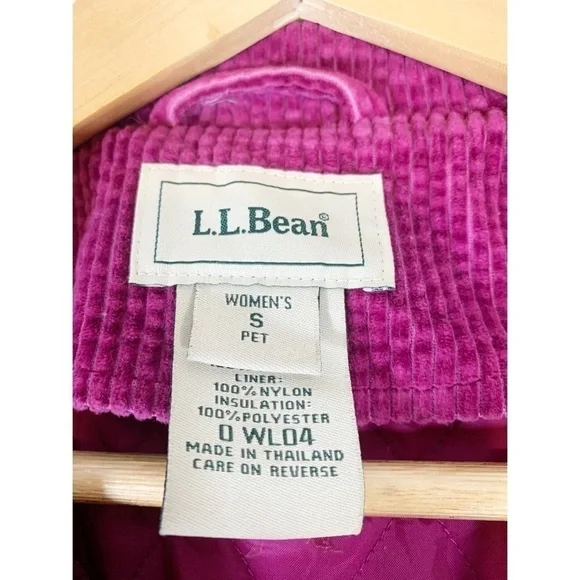 L.L.Bean®
WOMEN'S
S
PET
LINER:
100% NYLON
INSULATION:
100% POLYESTER
0 WL04
MADE IN THAILAND
CARE ON REVERSE